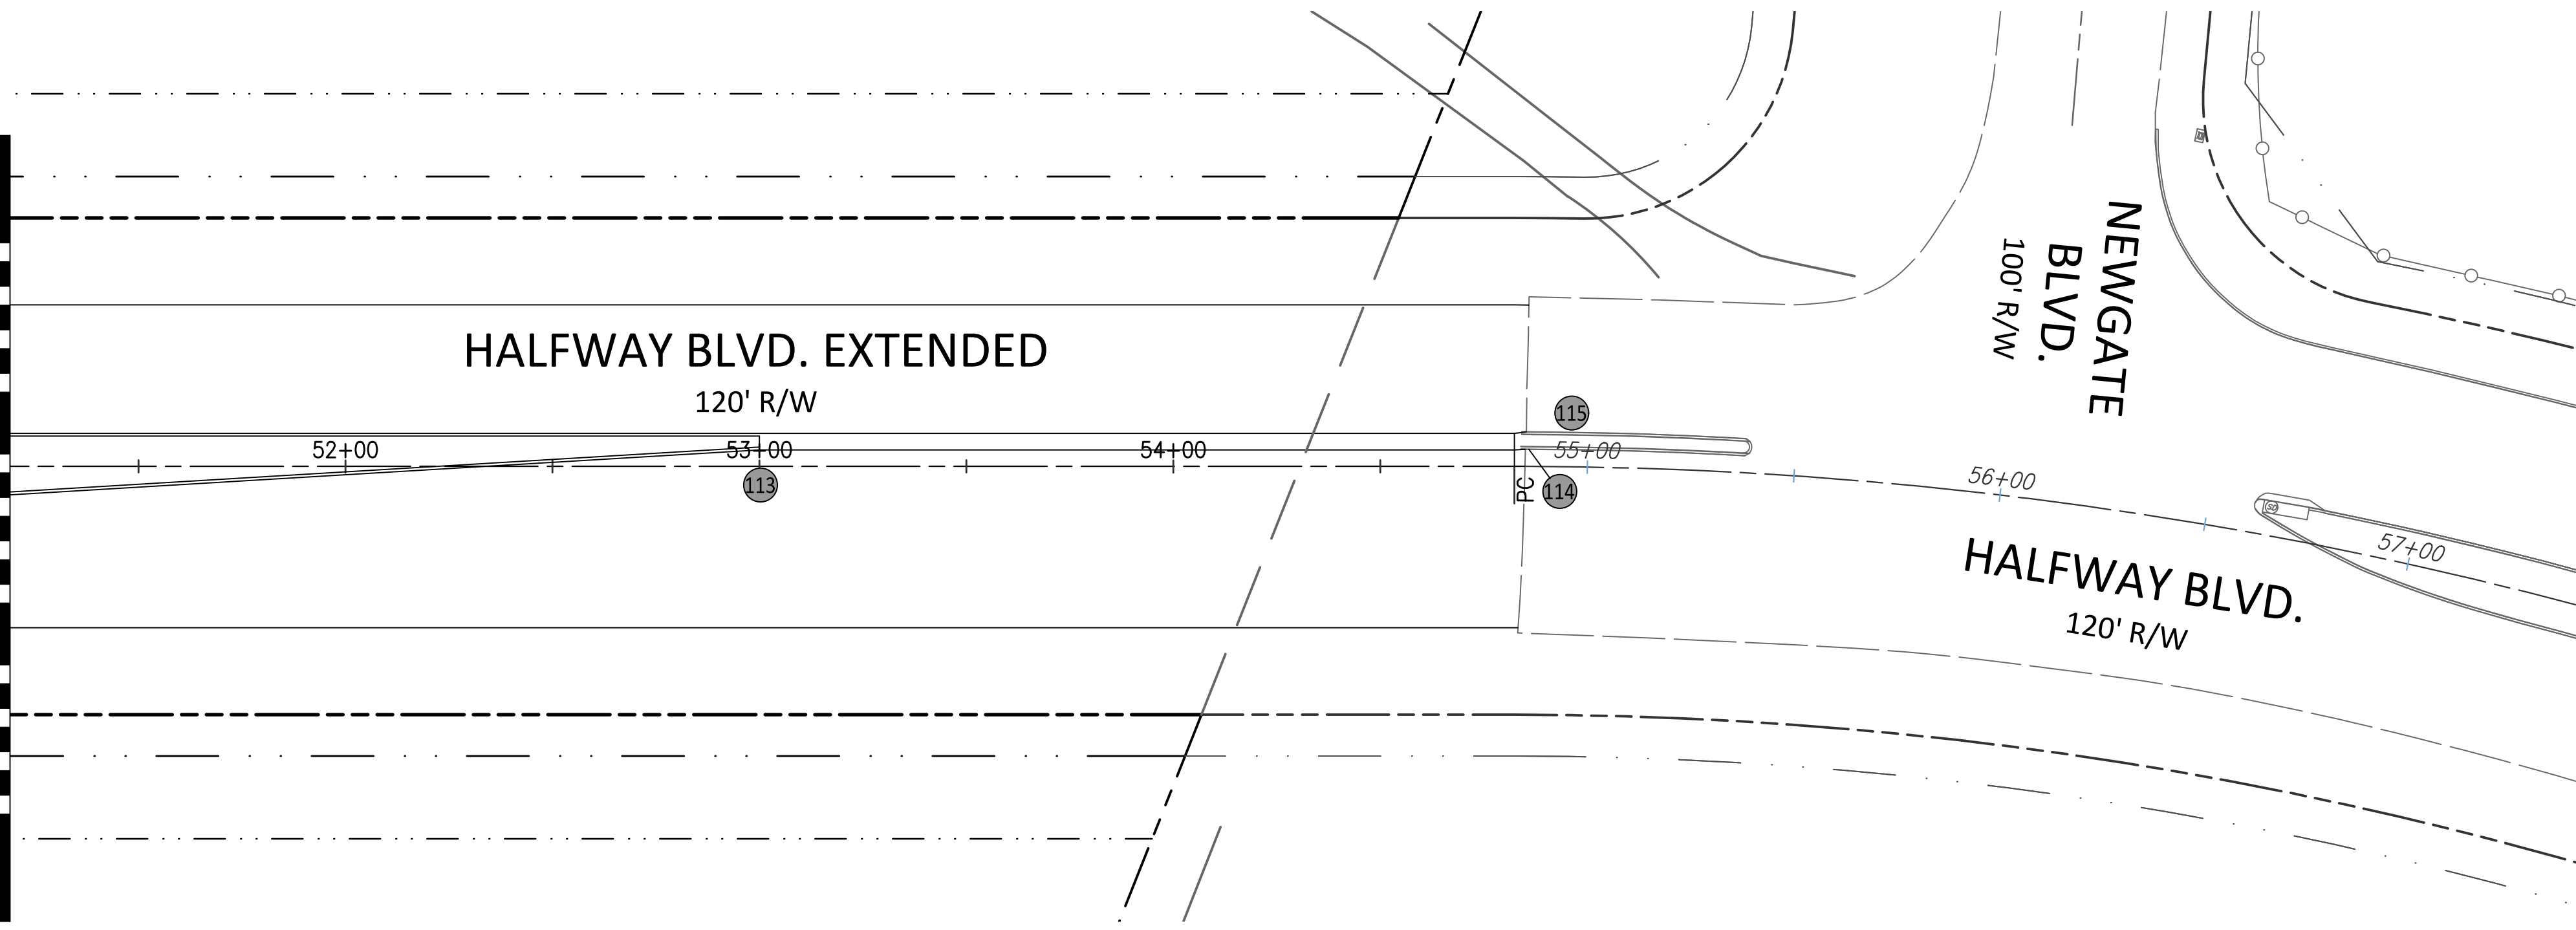 HALFWAY BLVD. EXTENDED
120' R/W
NEWGATE
BLVD.
100' R/W
115
52+00
53+00
54+00
55+00
113
PC
114
56+00
SD
57+00
HALFWAY BLVD.
120' R/W